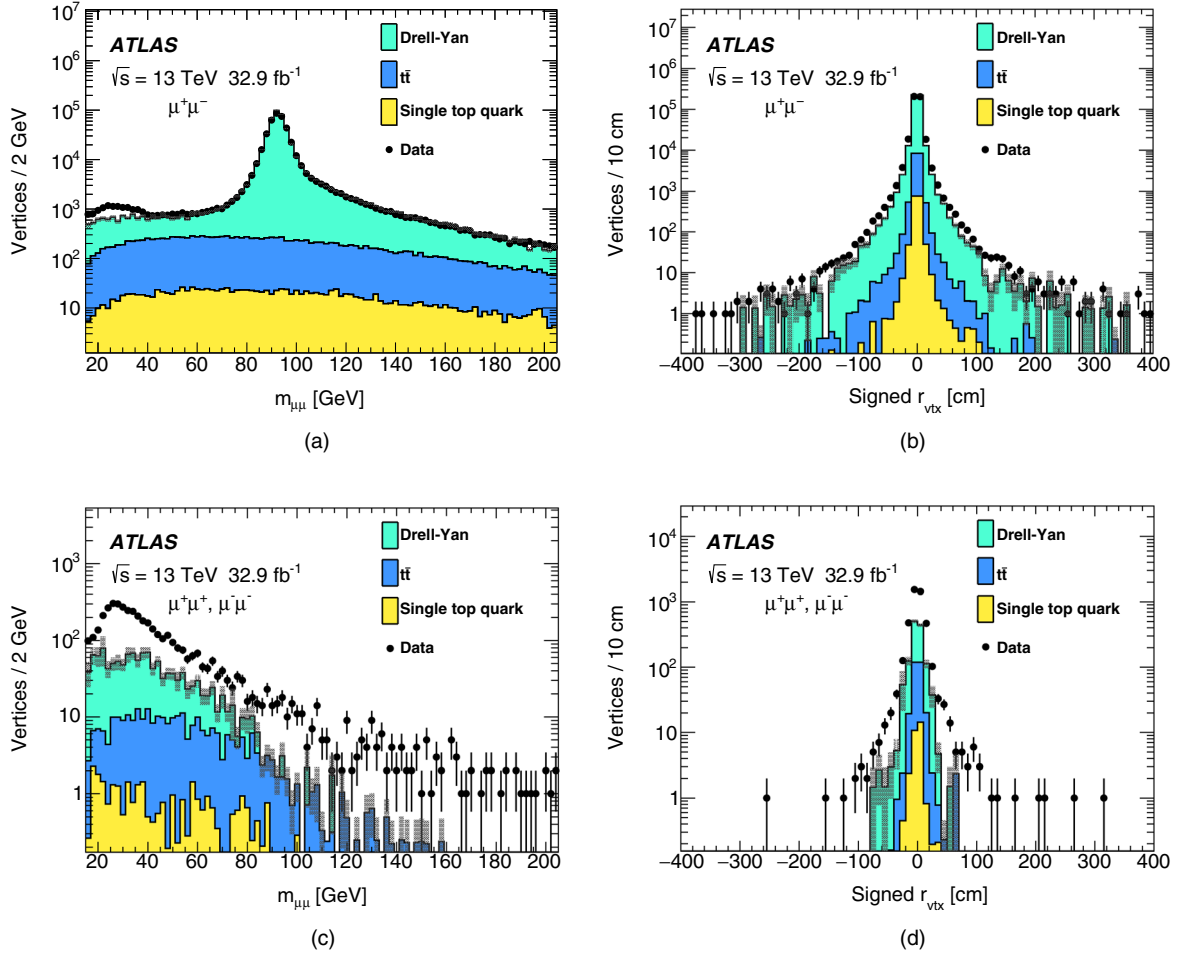 10⁷
10⁶
10⁵
10⁴
10³
10²
10
Vertices / 2 GeV
ATLAS
√s = 13 TeV 32.9 fb⁻¹
μ⁺μ⁻
Drell-Yan
tt̄
Single top quark
Data
20 40 60 80 100 120 140 160 180 200
m_μμ [GeV]
(a)
10⁷
10⁶
10⁵
10⁴
10³
10²
10
1
Vertices / 10 cm
ATLAS
√s = 13 TeV 32.9 fb⁻¹
μ⁺μ⁻
Drell-Yan
tt̄
Single top quark
Data
−400 −300 −200 −100 0 100 200 300 400
Signed r_vtx [cm]
(b)
10³
10²
10
1
Vertices / 2 GeV
ATLAS
√s = 13 TeV 32.9 fb⁻¹
μ⁺μ⁺, μ⁻μ⁻
Drell-Yan
tt̄
Single top quark
Data
20 40 60 80 100 120 140 160 180 200
m_μμ [GeV]
(c)
10⁴
10³
10²
10
1
Vertices / 10 cm
ATLAS
√s = 13 TeV 32.9 fb⁻¹
μ⁺μ⁺, μ⁻μ⁻
Drell-Yan
tt̄
Single top quark
Data
−400 −300 −200 −100 0 100 200 300 400
Signed r_vtx [cm]
(d)